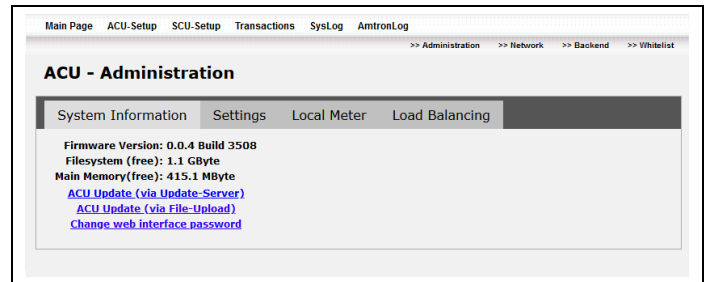 Main Page ACU-Setup SCU-Setup Transactions SysLog AmtronLog
>> Administration >> Network >> Backend >> Whitelist
ACU - Administration
System Information Settings Local Meter Load Balancing
Firmware Version: 0.0.4 Build 3508
Filesystem (free): 1.1 GByte
Main Memory(free): 415.1 MByte
ACU Update (via Update-Server)
ACU Update (via File-Upload)
Change web interface password